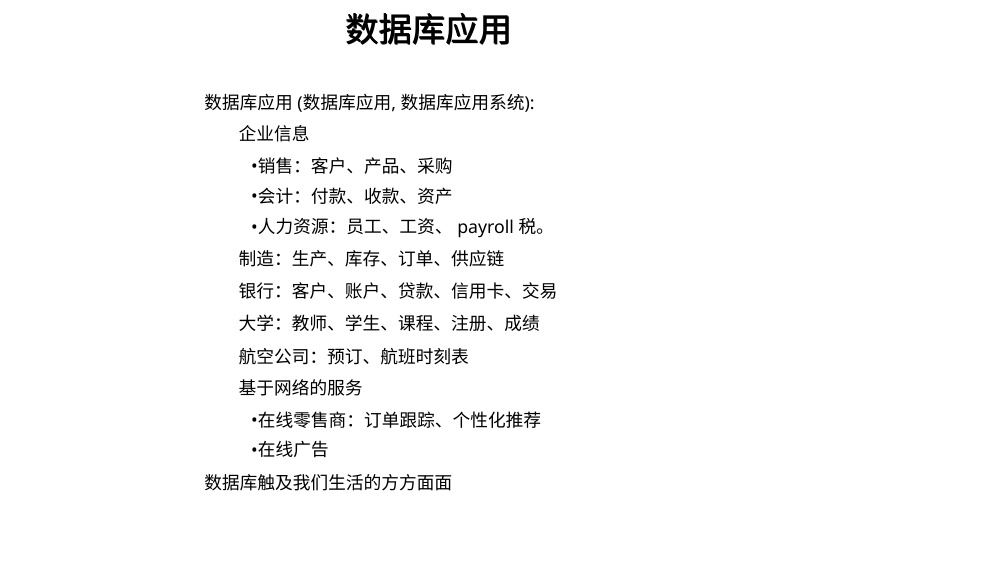 数据库应用
数据库应用 (数据库应用, 数据库应用系统):
企业信息
•销售：客户、产品、采购
•会计：付款、收款、资产
•人力资源：员工、工资、 payroll 税。
制造：生产、库存、订单、供应链
银行：客户、账户、贷款、信用卡、交易
大学：教师、学生、课程、注册、成绩
航空公司：预订、航班时刻表
基于网络的服务
•在线零售商：订单跟踪、个性化推荐
•在线广告
数据库触及我们生活的方方面面